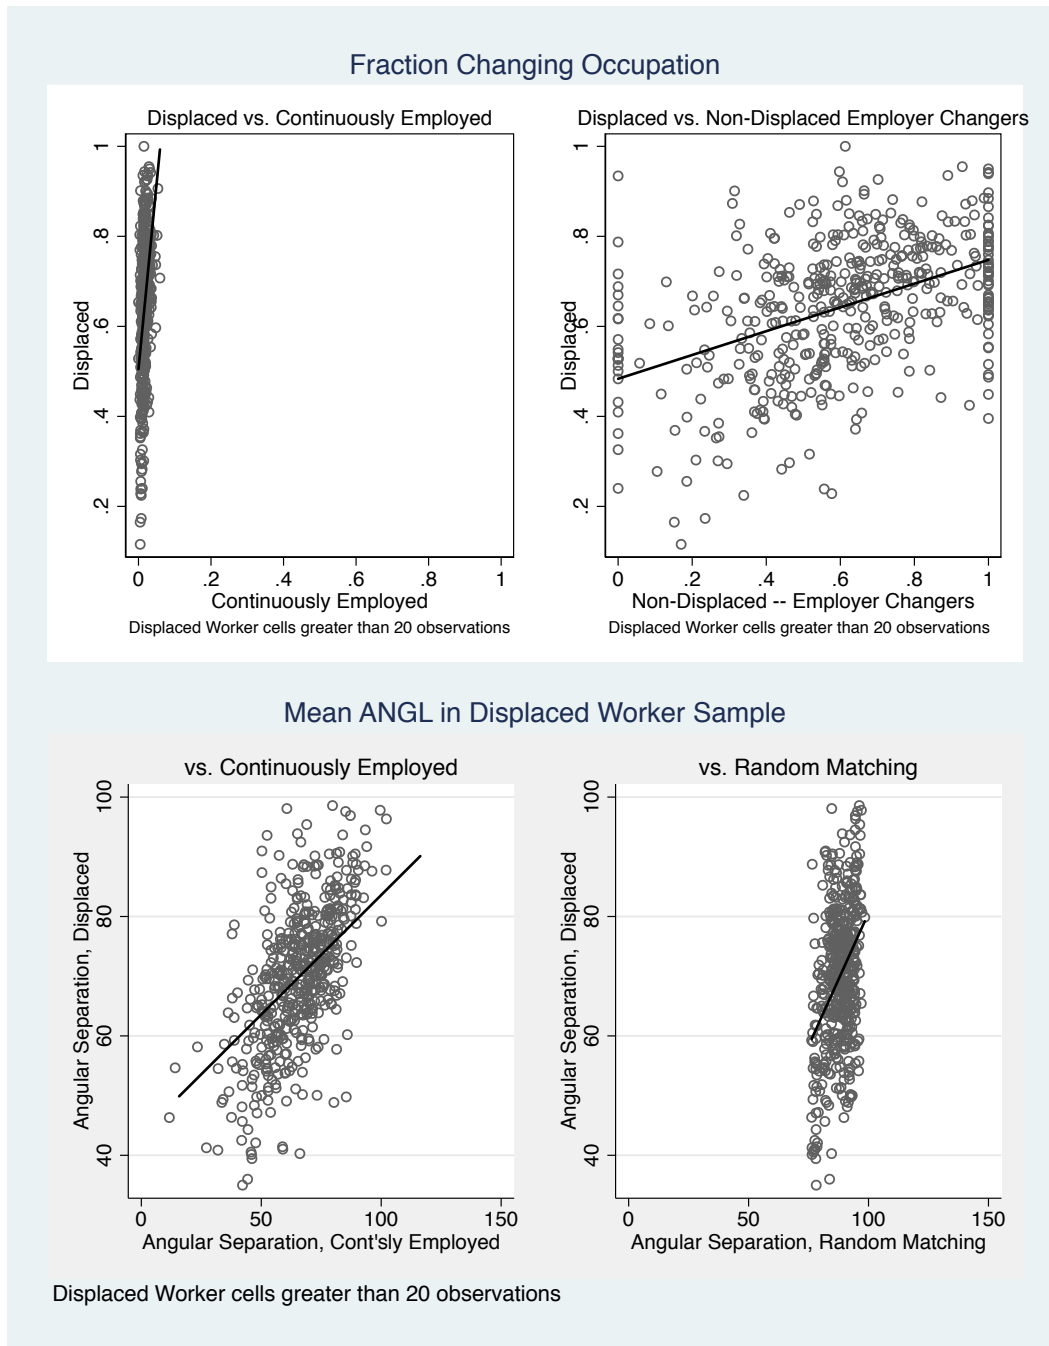 Fraction Changing Occupation
Displaced vs. Continuously Employed
Displaced
1
.8
.6
.4
.2
0 .2 .4 .6 .8 1
Continuously Employed
Displaced Worker cells greater than 20 observations
Displaced vs. Non-Displaced Employer Changers
Displaced
1
.8
.6
.4
.2
0 .2 .4 .6 .8 1
Non-Displaced -- Employer Changers
Displaced Worker cells greater than 20 observations
Mean ANGL in Displaced Worker Sample
vs. Continuously Employed
Angular Separation, Displaced
100
80
60
40
0 50 100 150
Angular Separation, Cont'sly Employed
vs. Random Matching
Angular Separation, Displaced
100
80
60
40
0 50 100 150
Angular Separation, Random Matching
Displaced Worker cells greater than 20 observations